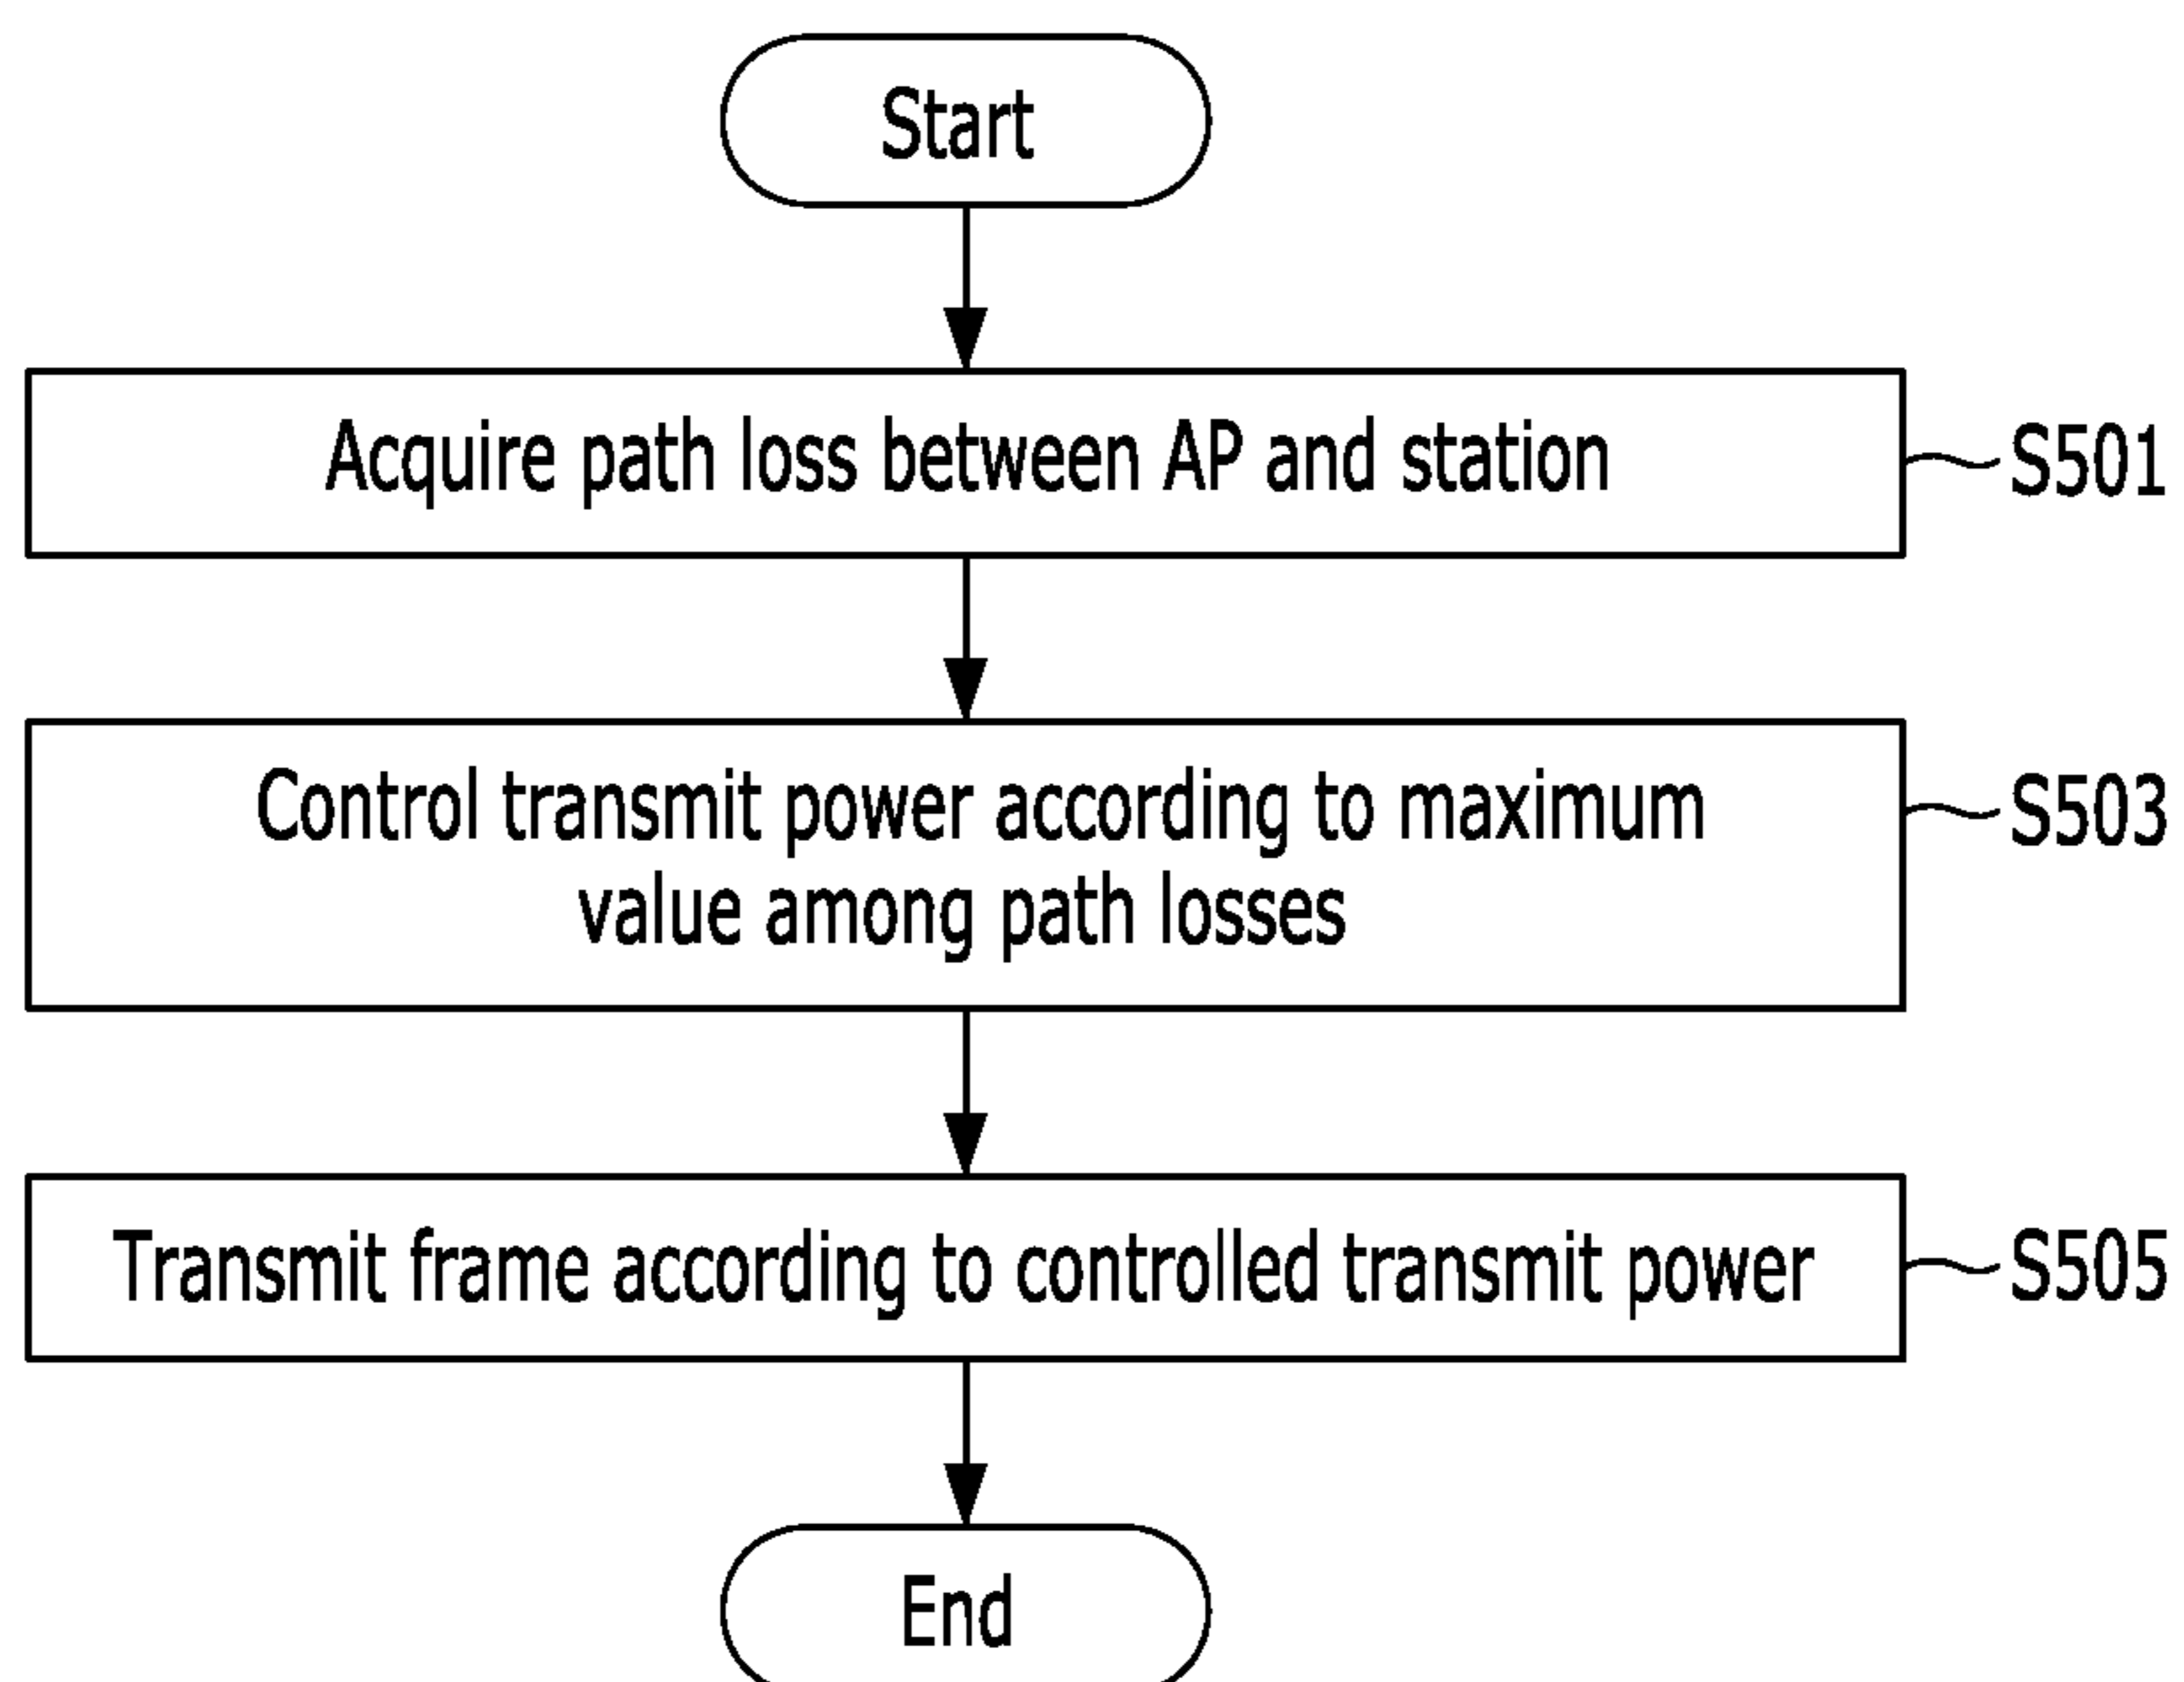 Start
Acquire path loss between AP and station
S501
Control transmit power according to maximum
value among path losses
S503
Transmit frame according to controlled transmit power
S505
End